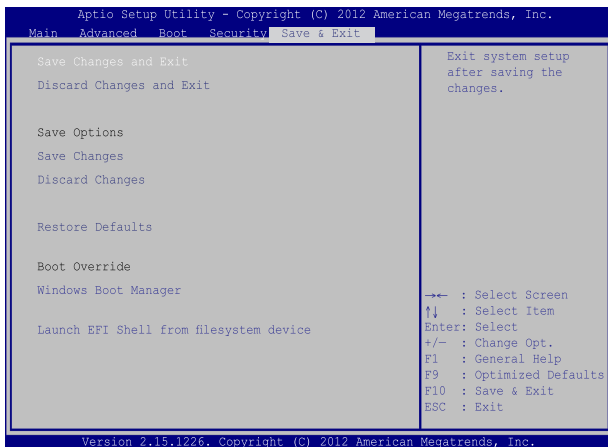 Aptio Setup Utility - Copyright (C) 2012 American Megatrends, Inc.
Main Advanced Boot Security Save & Exit
Save Changes and Exit
Discard Changes and Exit
Save Options
Save Changes
Discard Changes
Restore Defaults
Boot Override
Windows Boot Manager
Launch EFI Shell from filesystem device
Exit system setup
after saving the
changes.
→← : Select Screen
↑↓ : Select Item
Enter: Select
+/— : Change Opt.
F1 : General Help
F9 : Optimized Defaults
F10 : Save & Exit
ESC : Exit
Version 2.15.1226. Copyright (C) 2012 American Megatrends, Inc.